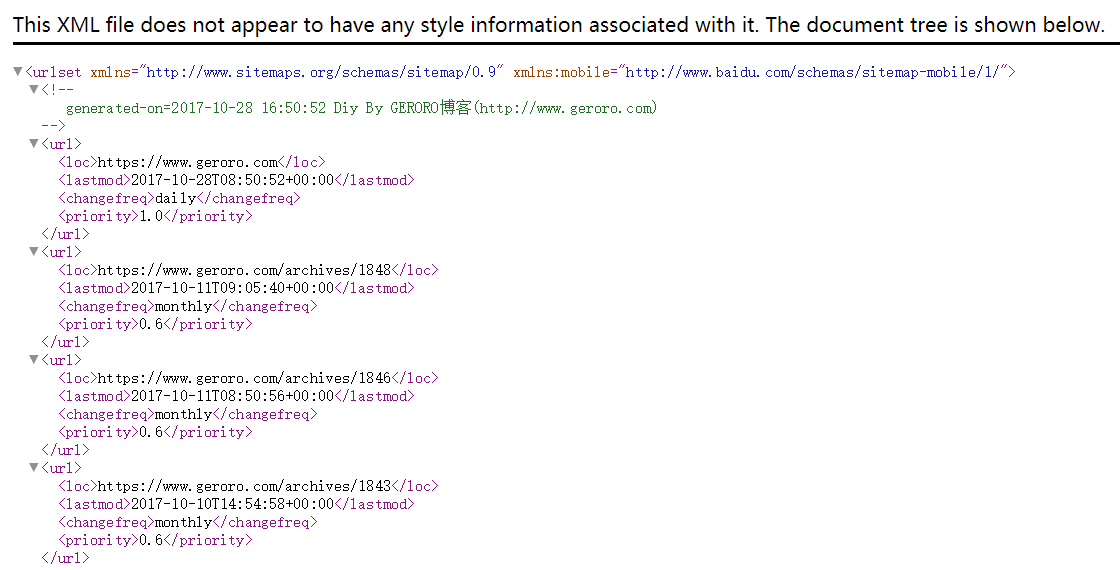 This XML file does not appear to have any style information associated with it. The document tree is shown below.
▼<urlset xmlns="http://www.sitemaps.org/schemas/sitemap/0.9" xmlns:mobile="http://www.baidu.com/schemas/sitemap-mobile/1/">
▼<!--
generated-on=2017-10-28 16:50:52 Diy By GERORO博客(http://www.geroro.com)
-->
▼<url>
<loc>https://www.geroro.com</loc>
<lastmod>2017-10-28T08:50:52+00:00</lastmod>
<changefreq>daily</changefreq>
<priority>1.0</priority>
</url>
▼<url>
<loc>https://www.geroro.com/archives/1848</loc>
<lastmod>2017-10-11T09:05:40+00:00</lastmod>
<changefreq>monthly</changefreq>
<priority>0.6</priority>
</url>
▼<url>
<loc>https://www.geroro.com/archives/1846</loc>
<lastmod>2017-10-11T08:50:56+00:00</lastmod>
<changefreq>monthly</changefreq>
<priority>0.6</priority>
</url>
▼<url>
<loc>https://www.geroro.com/archives/1843</loc>
<lastmod>2017-10-10T14:54:58+00:00</lastmod>
<changefreq>monthly</changefreq>
<priority>0.6</priority>
</url>